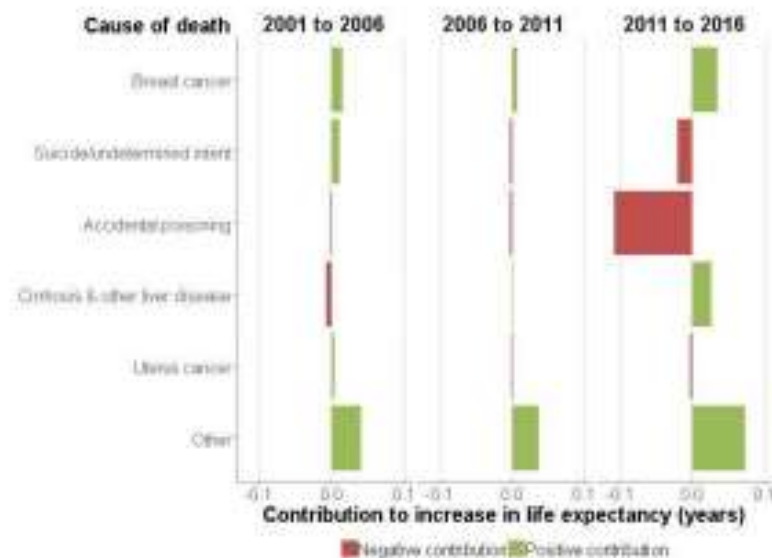 Cause of death 2001 to 2006 2006 to 2011 2011 to 2016
Breast cancer
Suicide/undetermined intent
Accidental poisoning
Cirrhosis & other liver disease
Uterus cancer
Other
-0.1 0.0 0.1 -0.1 0.0 0.1 -0.1 0.0 0.1
Contribution to increase in life expectancy (years)
Negative contribution Positive contribution